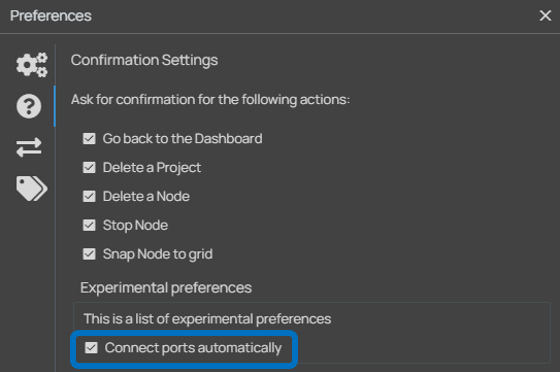 Preferences
Confirmation Settings
Ask for confirmation for the following actions:
Go back to the Dashboard
Delete a Project
Delete a Node
Stop Node
Snap Node to grid
Experimental preferences
This is a list of experimental preferences
Connect ports automatically